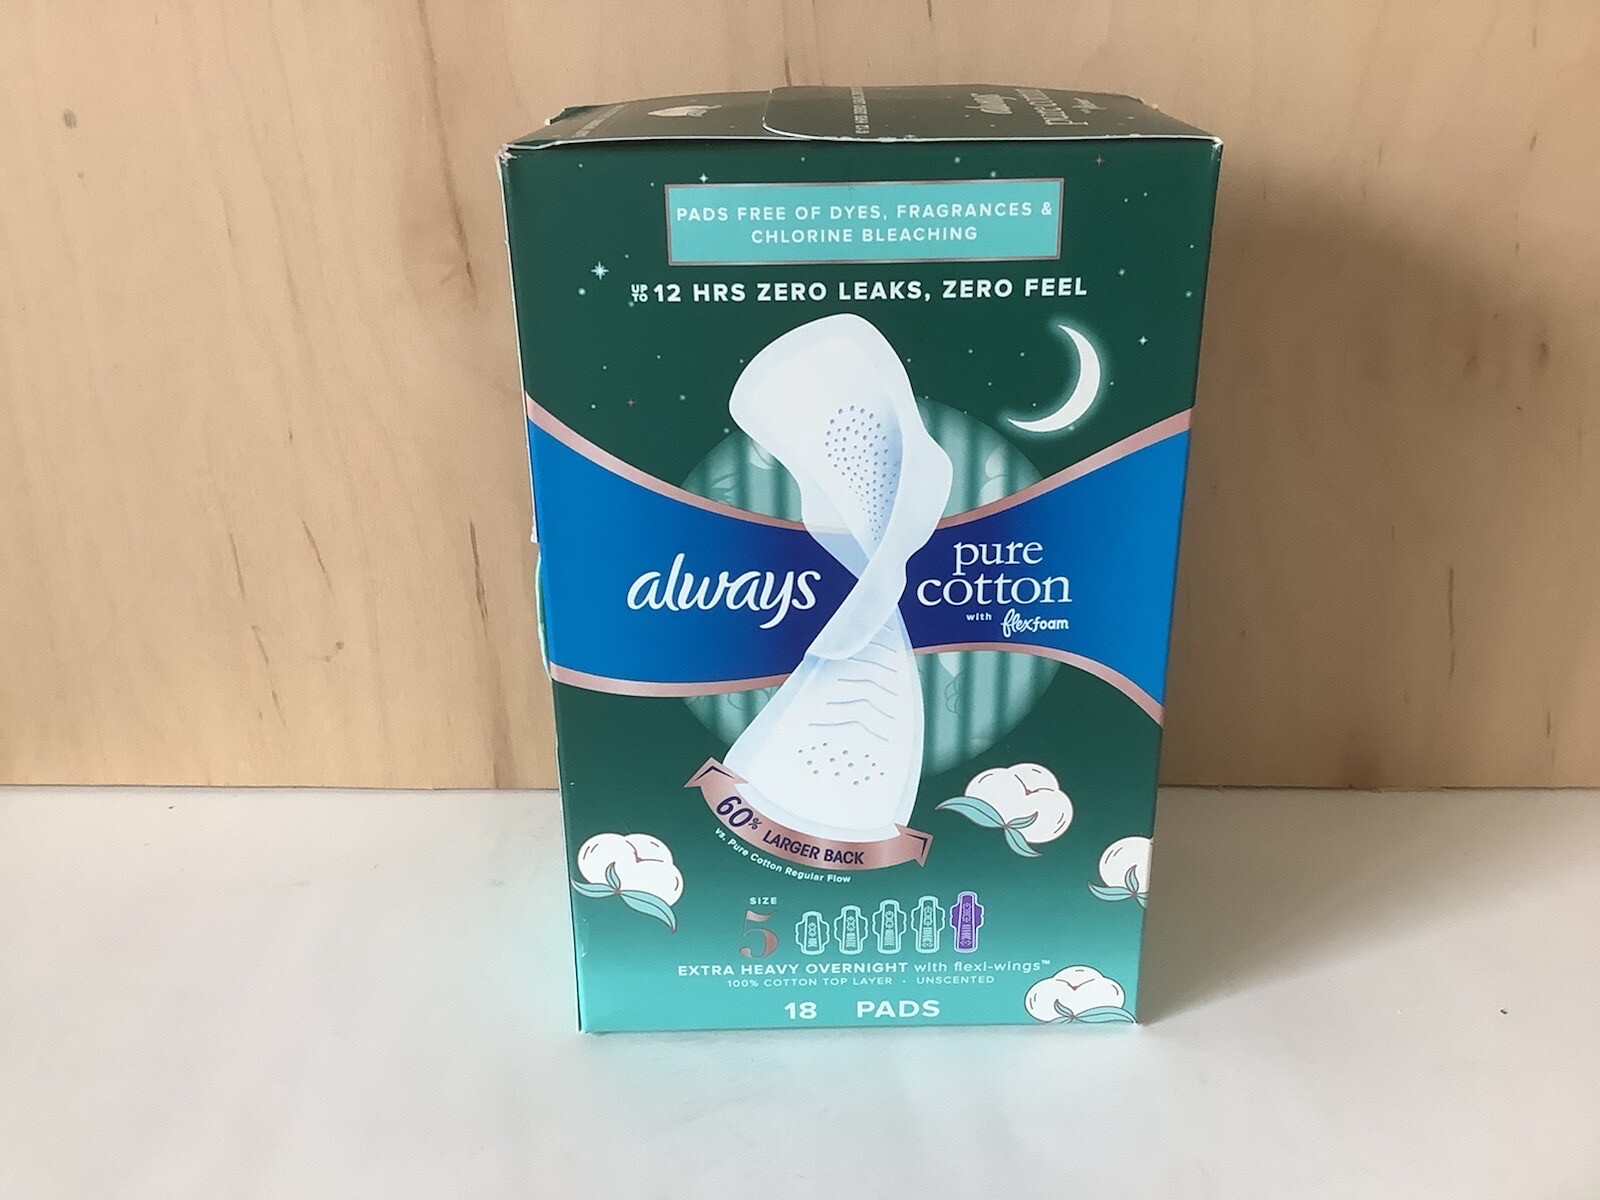 always
PADS FREE OF DYES, FRAGRANCES &
CHLORINE BLEACHING
UP TO 12 HRS ZERO LEAKS, ZERO FEEL
always
pure
cotton
with flexfoam
60% LARGER BACK
vs. Pure Cotton Regular Flow
SIZE
5
EXTRA HEAVY OVERNIGHT with flexi-wings™
100% COTTON TOP LAYER • UNSCENTED
18 PADS